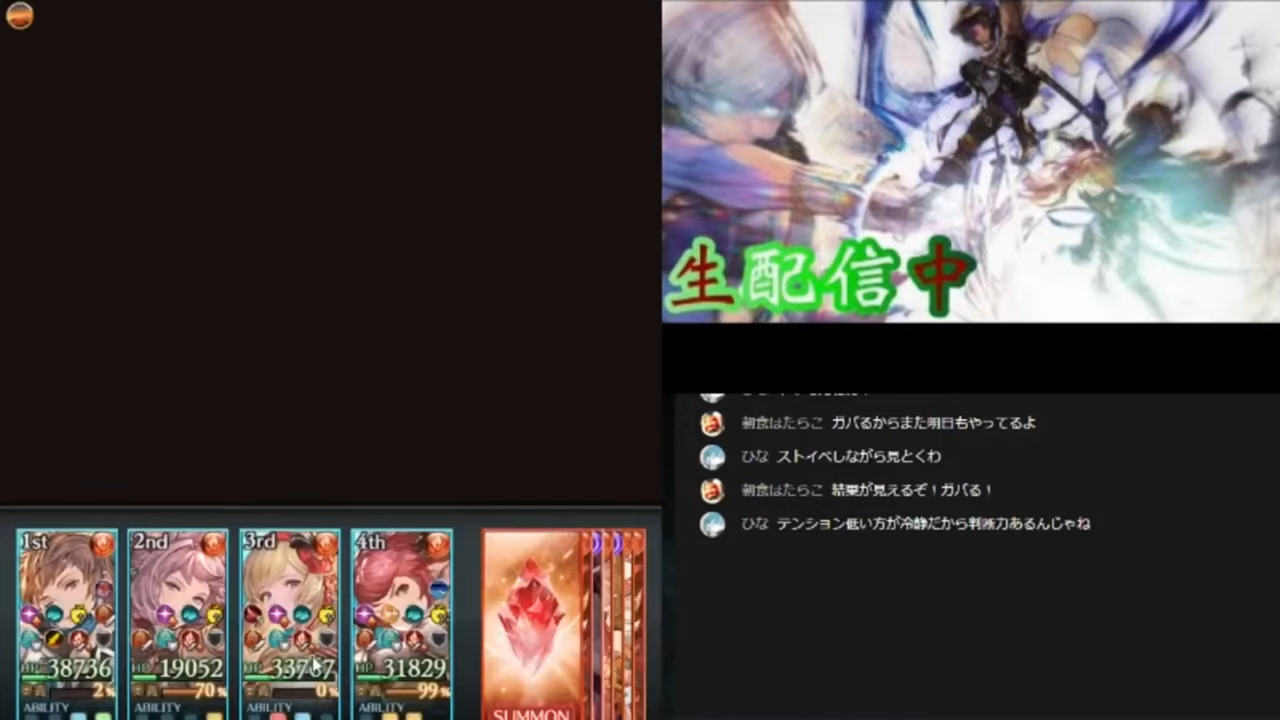 生配信中
朝食はたらこ ガバるからまた明日もやってるよ
ひな ストイベしながら見とくわ
朝食はたらこ 結果が見えるぞ！ガバる！
ひな テンション低い方が冷静だから判断力あるんじゃね
1st 2nd 3rd 4th
HP 38736 HP 19052 HP 33767 HP 31829
2% 70% 0% 99%
ABILITY ABILITY ABILITY ABILITY SUMMON